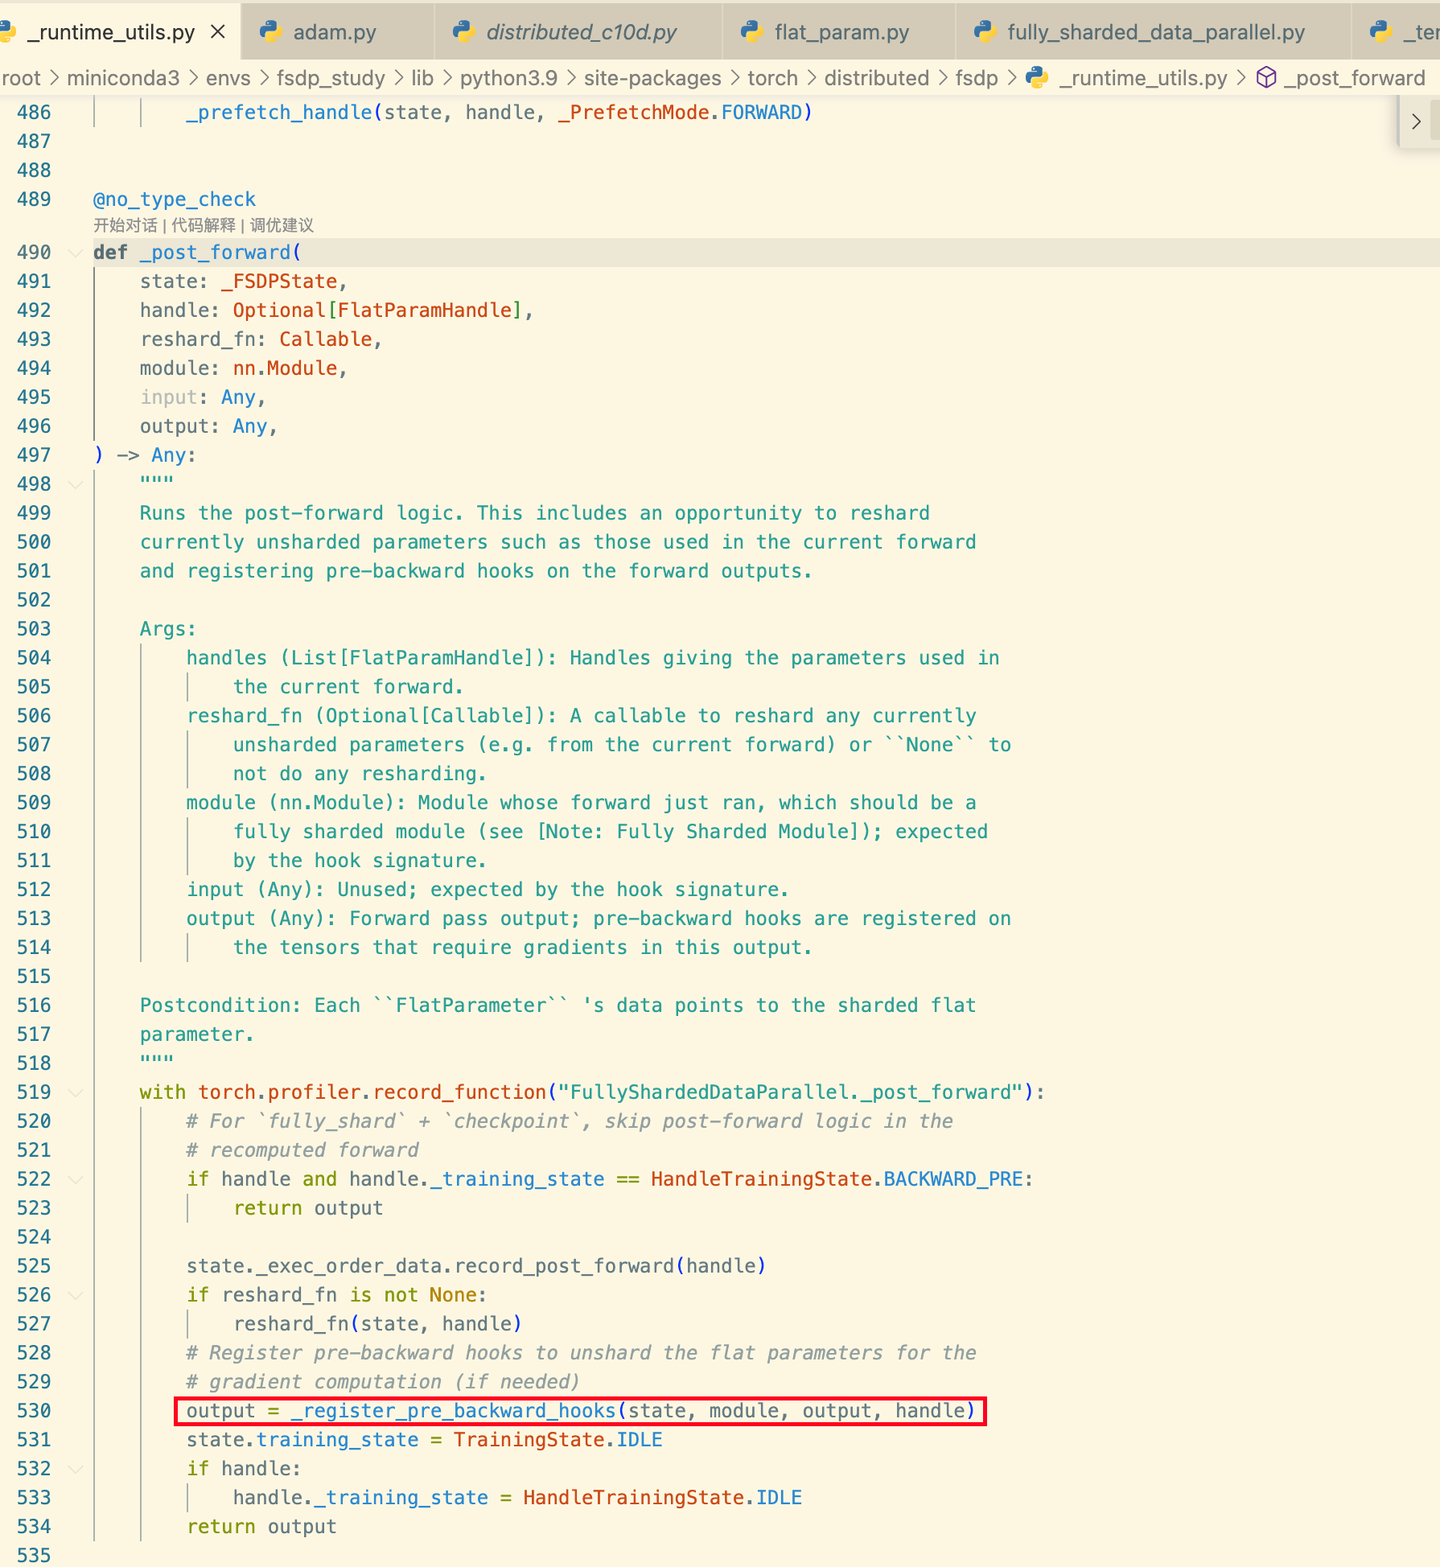 _runtime_utils.py
adam.py
distributed_c10d.py
flat_param.py
fully_sharded_data_parallel.py
root > miniconda3 > envs > fsdp_study > lib > python3.9 > site-packages > torch > distributed > fsdp > _runtime_utils.py > _post_forward
486 _prefetch_handle(state, handle, _PrefetchMode.FORWARD)
487
488
489 @no_type_check
开始对话 | 代码解释 | 调优建议
490 def _post_forward(
491 state: _FSDPState,
492 handle: Optional[FlatParamHandle],
493 reshard_fn: Callable,
494 module: nn.Module,
495 input: Any,
496 output: Any,
497 ) -> Any:
498 """
499 Runs the post-forward logic. This includes an opportunity to reshard
500 currently unsharded parameters such as those used in the current forward
501 and registering pre-backward hooks on the forward outputs.
502
503 Args:
504 handles (List[FlatParamHandle]): Handles giving the parameters used in
505 the current forward.
506 reshard_fn (Optional[Callable]): A callable to reshard any currently
507 unsharded parameters (e.g. from the current forward) or ``None`` to
508 not do any resharding.
509 module (nn.Module): Module whose forward just ran, which should be a
510 fully sharded module (see [Note: Fully Sharded Module]); expected
511 by the hook signature.
512 input (Any): Unused; expected by the hook signature.
513 output (Any): Forward pass output; pre-backward hooks are registered on
514 the tensors that require gradients in this output.
515
516 Postcondition: Each ``FlatParameter`` 's data points to the sharded flat
517 parameter.
518 """
519 with torch.profiler.record_function("FullyShardedDataParallel._post_forward"):
520 # For `fully_shard` + `checkpoint`, skip post-forward logic in the
521 # recomputed forward
522 if handle and handle._training_state == HandleTrainingState.BACKWARD_PRE:
523 return output
524
525 state._exec_order_data.record_post_forward(handle)
526 if reshard_fn is not None:
527 reshard_fn(state, handle)
528 # Register pre-backward hooks to unshard the flat parameters for the
529 # gradient computation (if needed)
530 output = _register_pre_backward_hooks(state, module, output, handle)
531 state.training_state = TrainingState.IDLE
532 if handle:
533 handle._training_state = HandleTrainingState.IDLE
534 return output
535